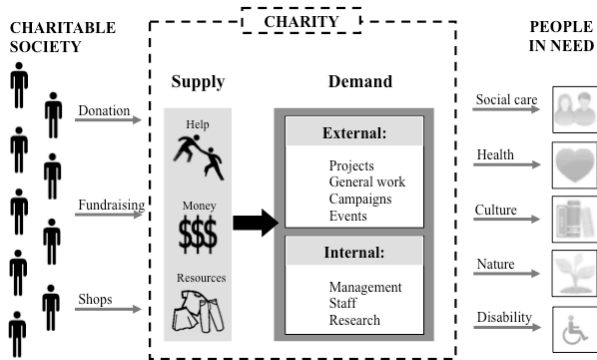 CHARITABLE
SOCIETY
Donation
Fundraising
Shops
CHARITY
Supply
Help
Money
$$$
Resources
Demand
External:
Projects
General work
Campaigns
Events
Internal:
Management
Staff
Research
PEOPLE
IN NEED
Social care
Health
Culture
Nature
Disability